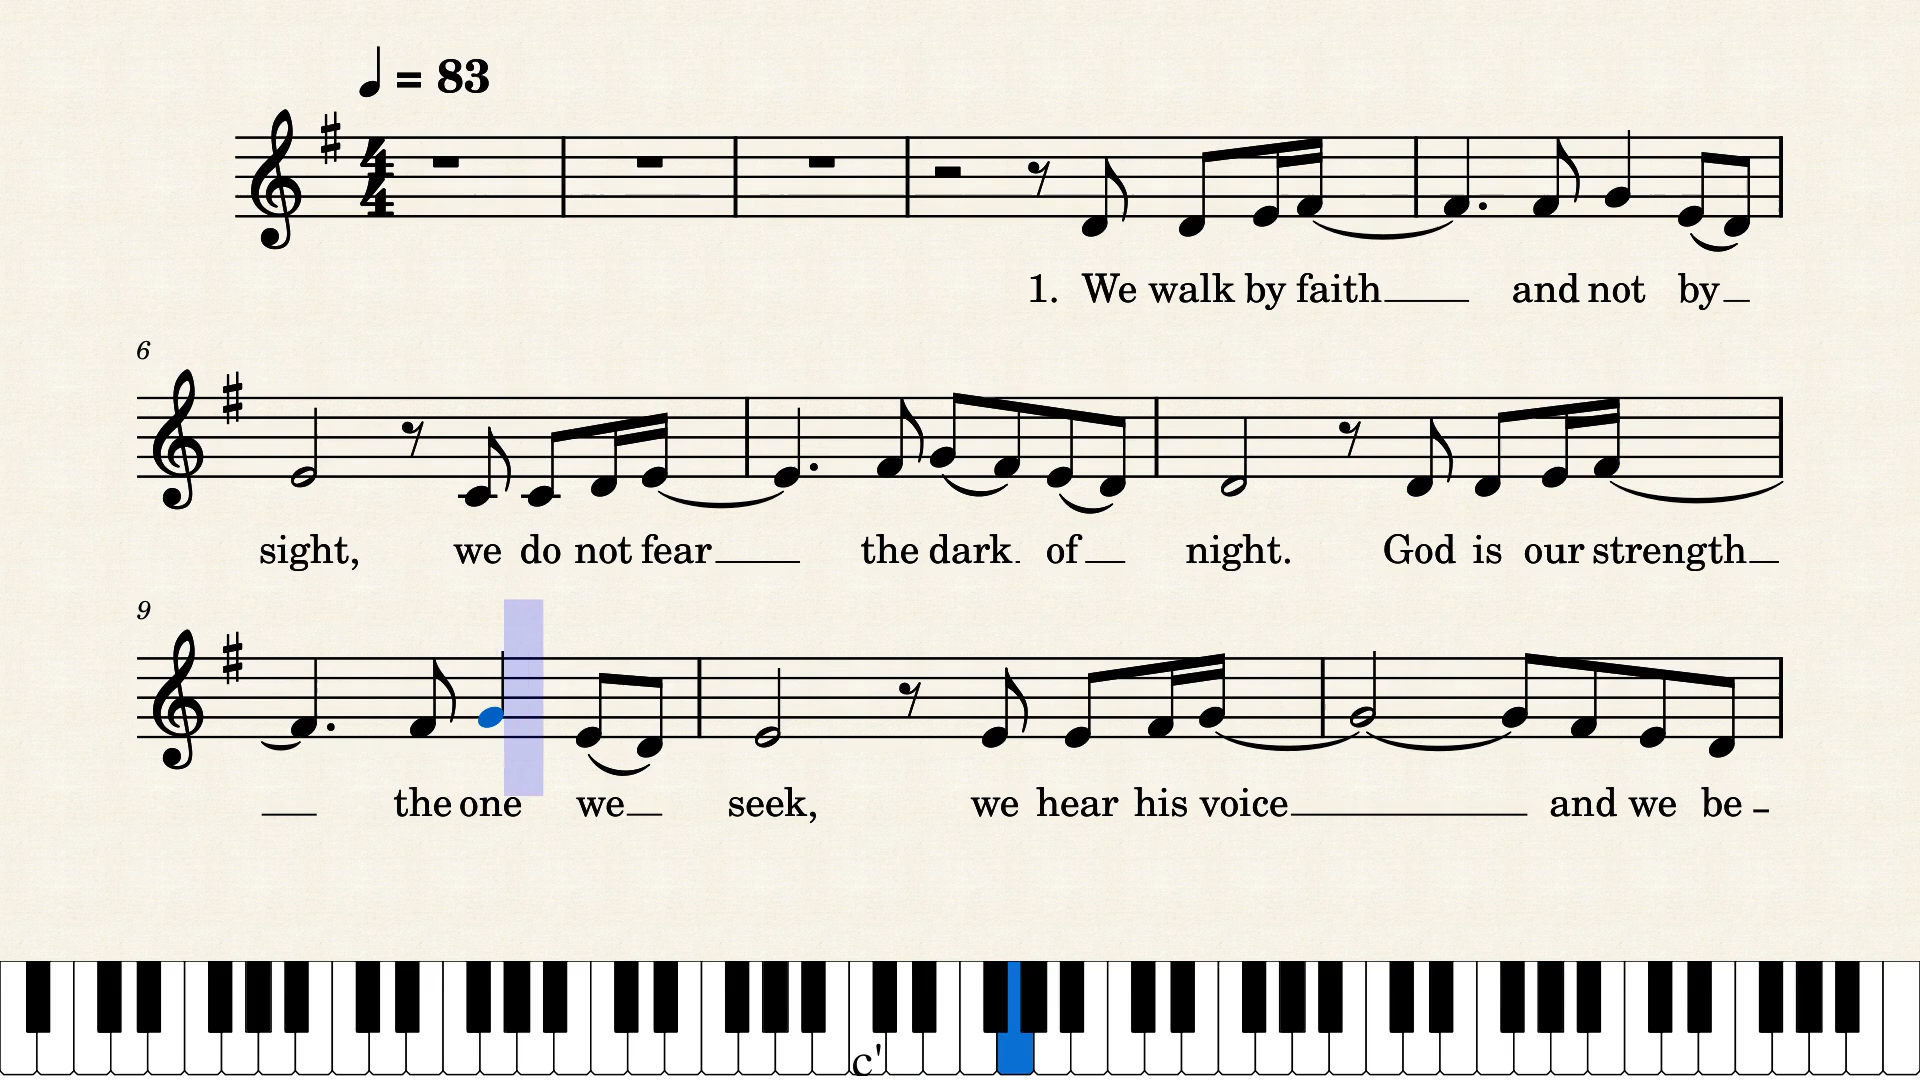 = 83
1. We walk by faith and not by
6
sight, we do not fear the dark of night. God is our strength
9
the one we seek, we hear his voice and we be -
c'